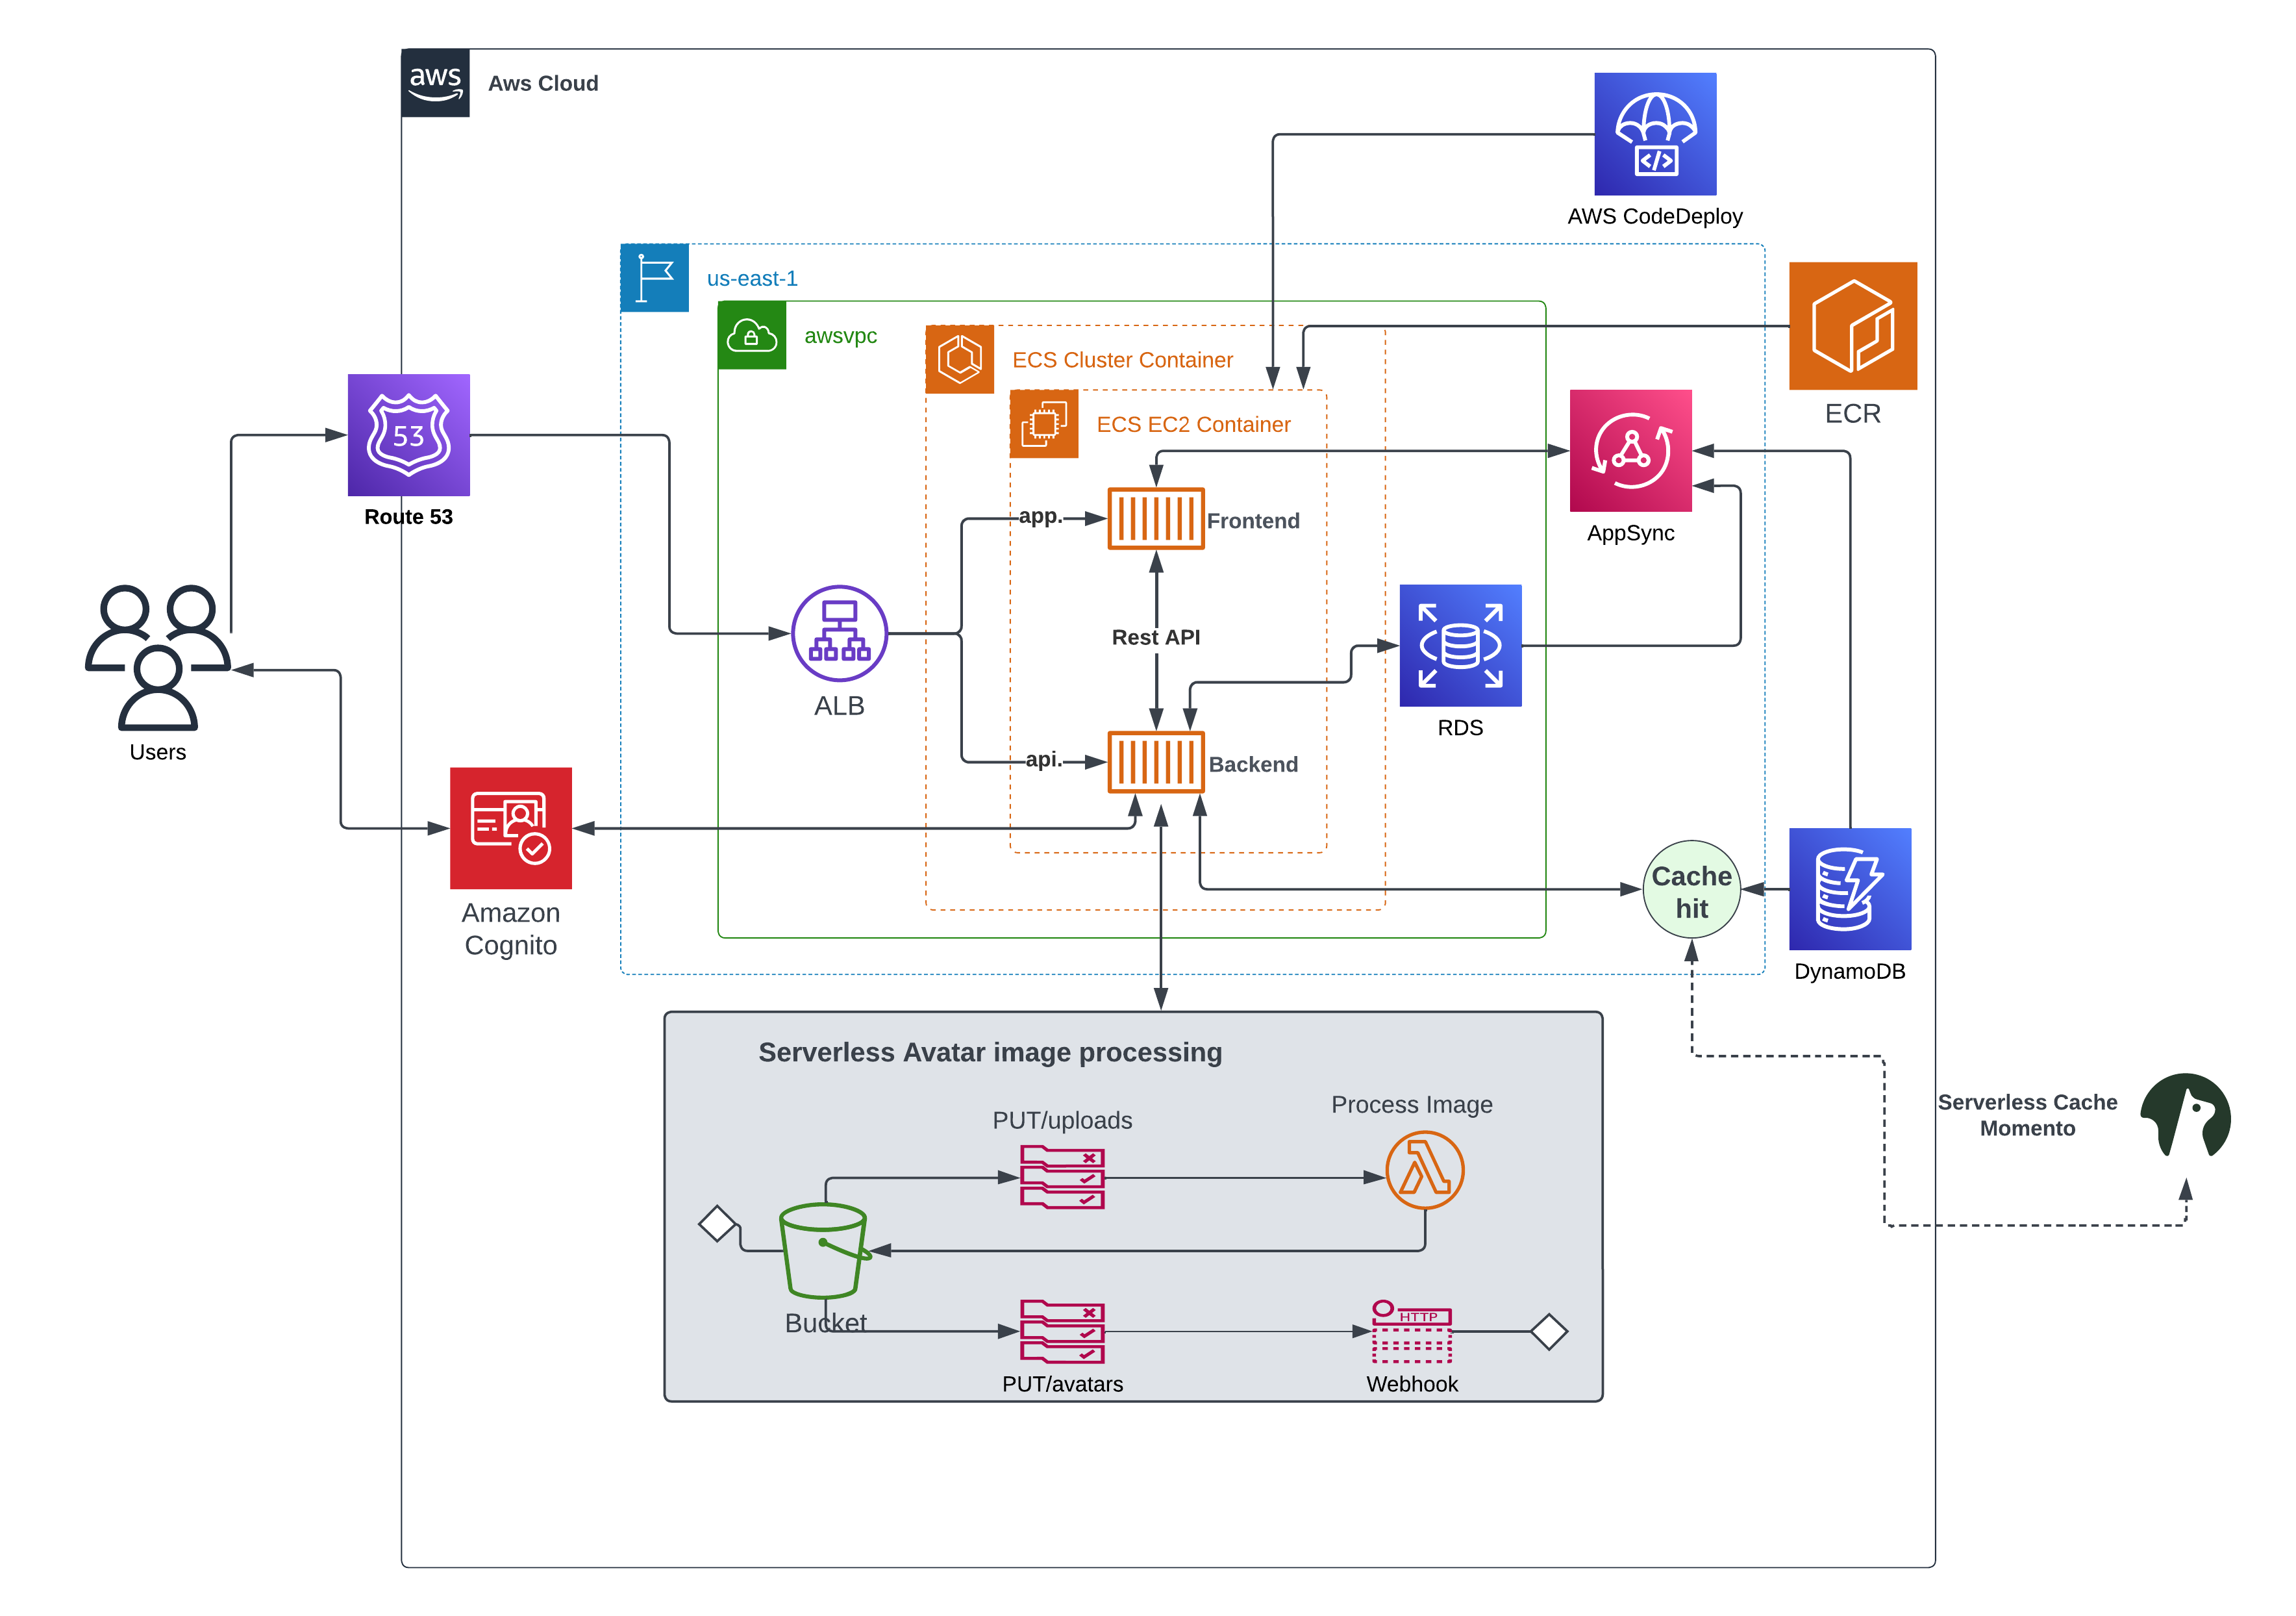 aws
Aws Cloud
AWS CodeDeploy
us-east-1
awsvpc
ECS Cluster Container
ECR
ECS EC2 Container
53
Route 53
app.
Frontend
AppSync
Rest API
ALB
RDS
Users
api.
Backend
Cache
hit
Amazon
Cognito
DynamoDB
Serverless Avatar image processing
Serverless Cache
Momento
PUT/uploads
Process Image
Bucket
HTTP
PUT/avatars
Webhook